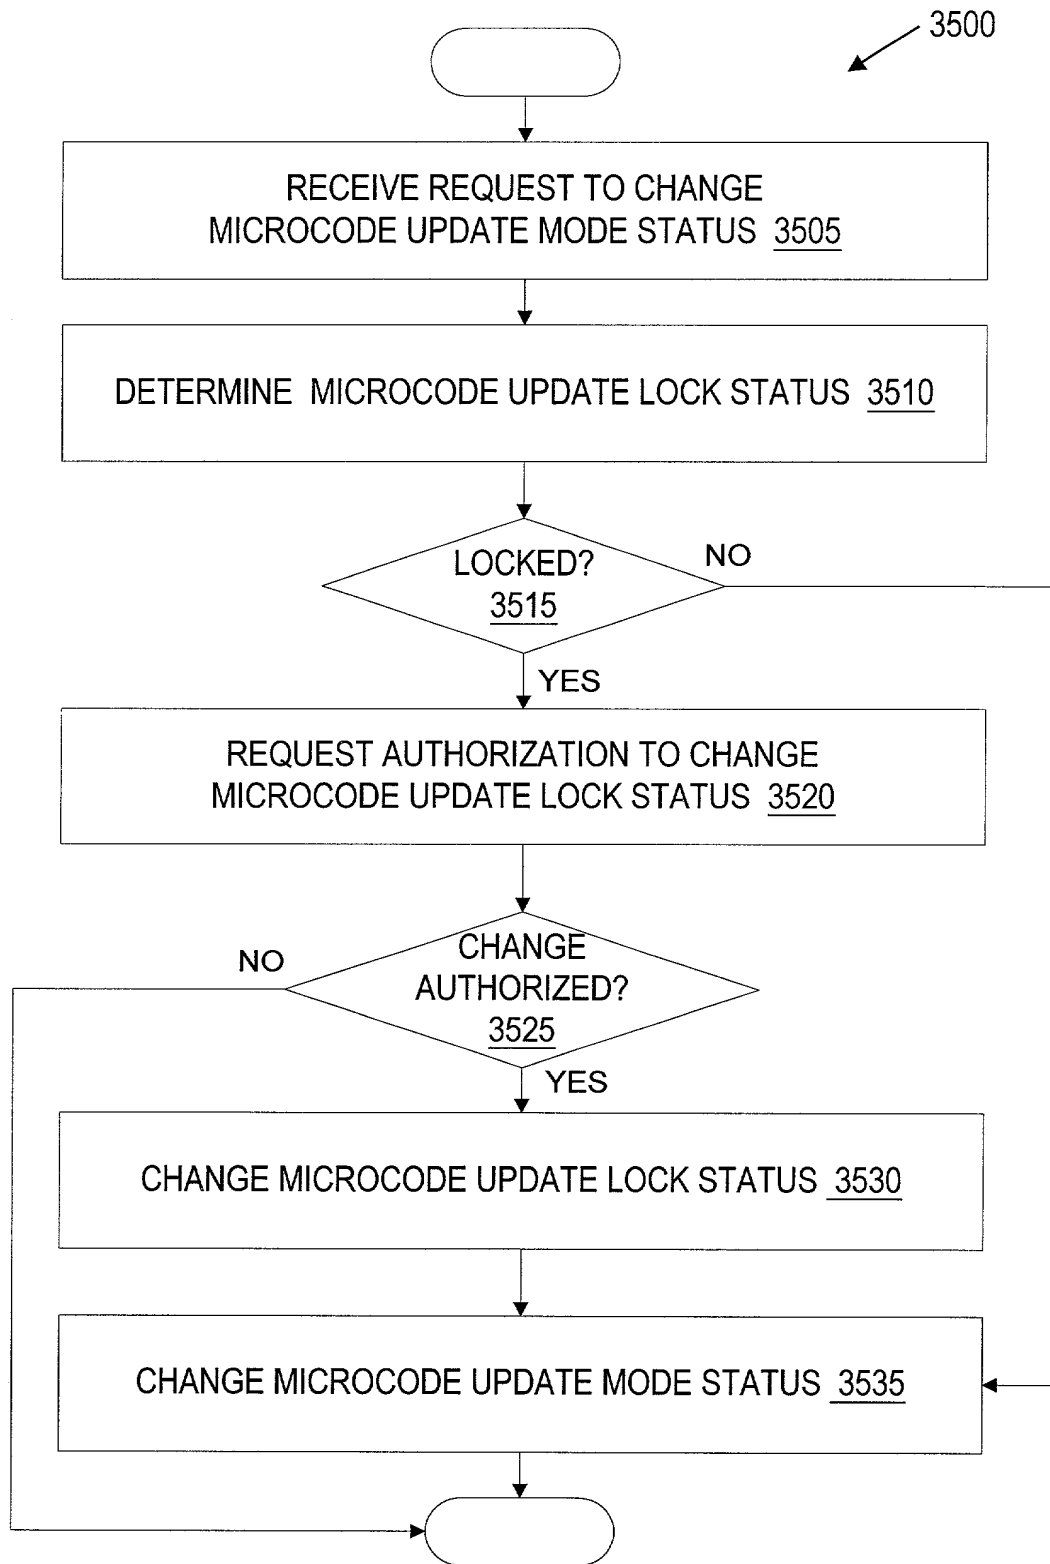 3500
RECEIVE REQUEST TO CHANGE
MICROCODE UPDATE MODE STATUS 3505
DETERMINE MICROCODE UPDATE LOCK STATUS 3510
LOCKED?
3515
NO
YES
REQUEST AUTHORIZATION TO CHANGE
MICROCODE UPDATE LOCK STATUS 3520
CHANGE
AUTHORIZED?
3525
NO
YES
CHANGE MICROCODE UPDATE LOCK STATUS 3530
CHANGE MICROCODE UPDATE MODE STATUS 3535